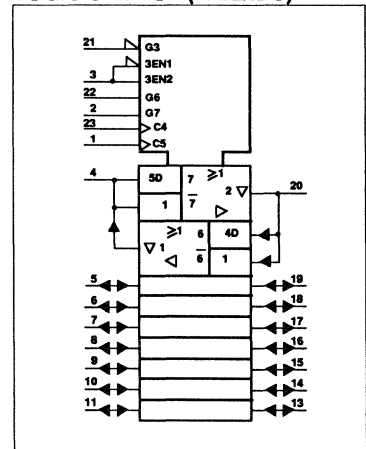 21 G3
3EN1
3 3EN2
22 G6
2 G7
23 C4
1 C5
4 5D 7 ≥1 2 ▽ 20
1 7̅ ▷
≥1 6 4D
▽ 1 ◁ 6̅ 1
5 19
6 18
7 17
8 16
9 15
10 14
11 13